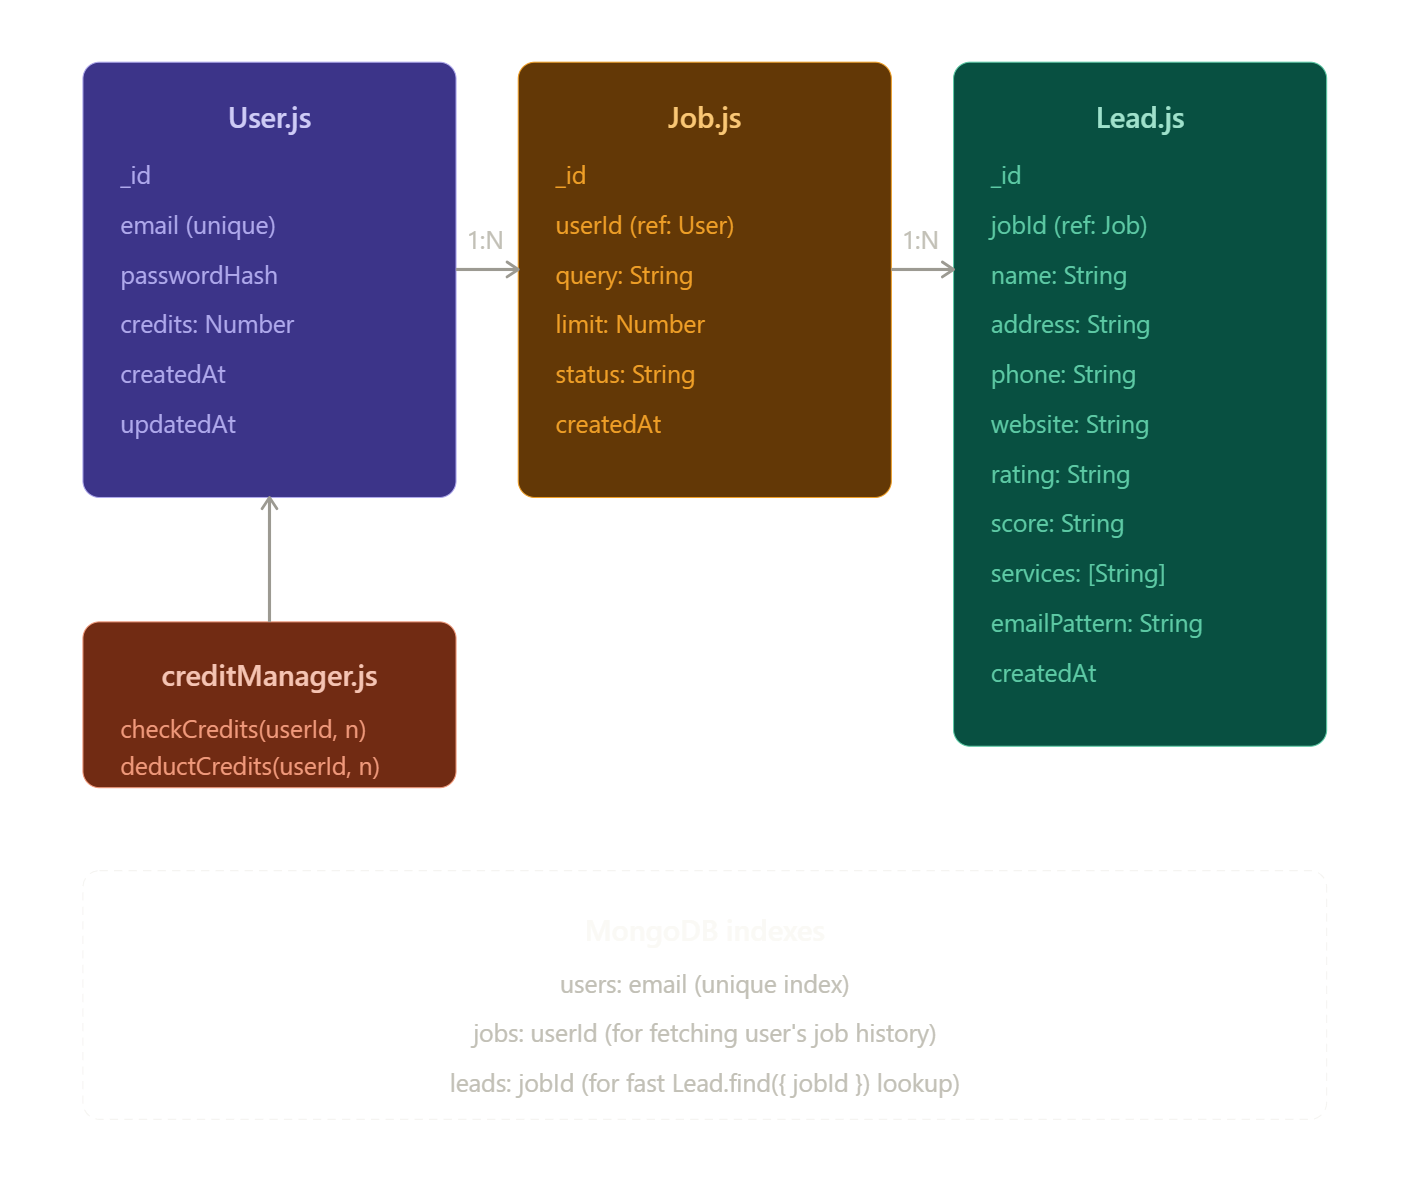 User.js
_id
email (unique)
passwordHash
credits: Number
createdAt
updatedAt
1:N
Job.js
_id
userId (ref: User)
query: String
limit: Number
status: String
createdAt
1:N
Lead.js
_id
jobId (ref: Job)
name: String
address: String
phone: String
website: String
rating: String
score: String
services: [String]
emailPattern: String
createdAt
creditManager.js
checkCredits(userId, n)
deductCredits(userId, n)
MongoDB indexes
users: email (unique index)
jobs: userId (for fetching user's job history)
leads: jobId (for fast Lead.find({ jobId }) lookup)